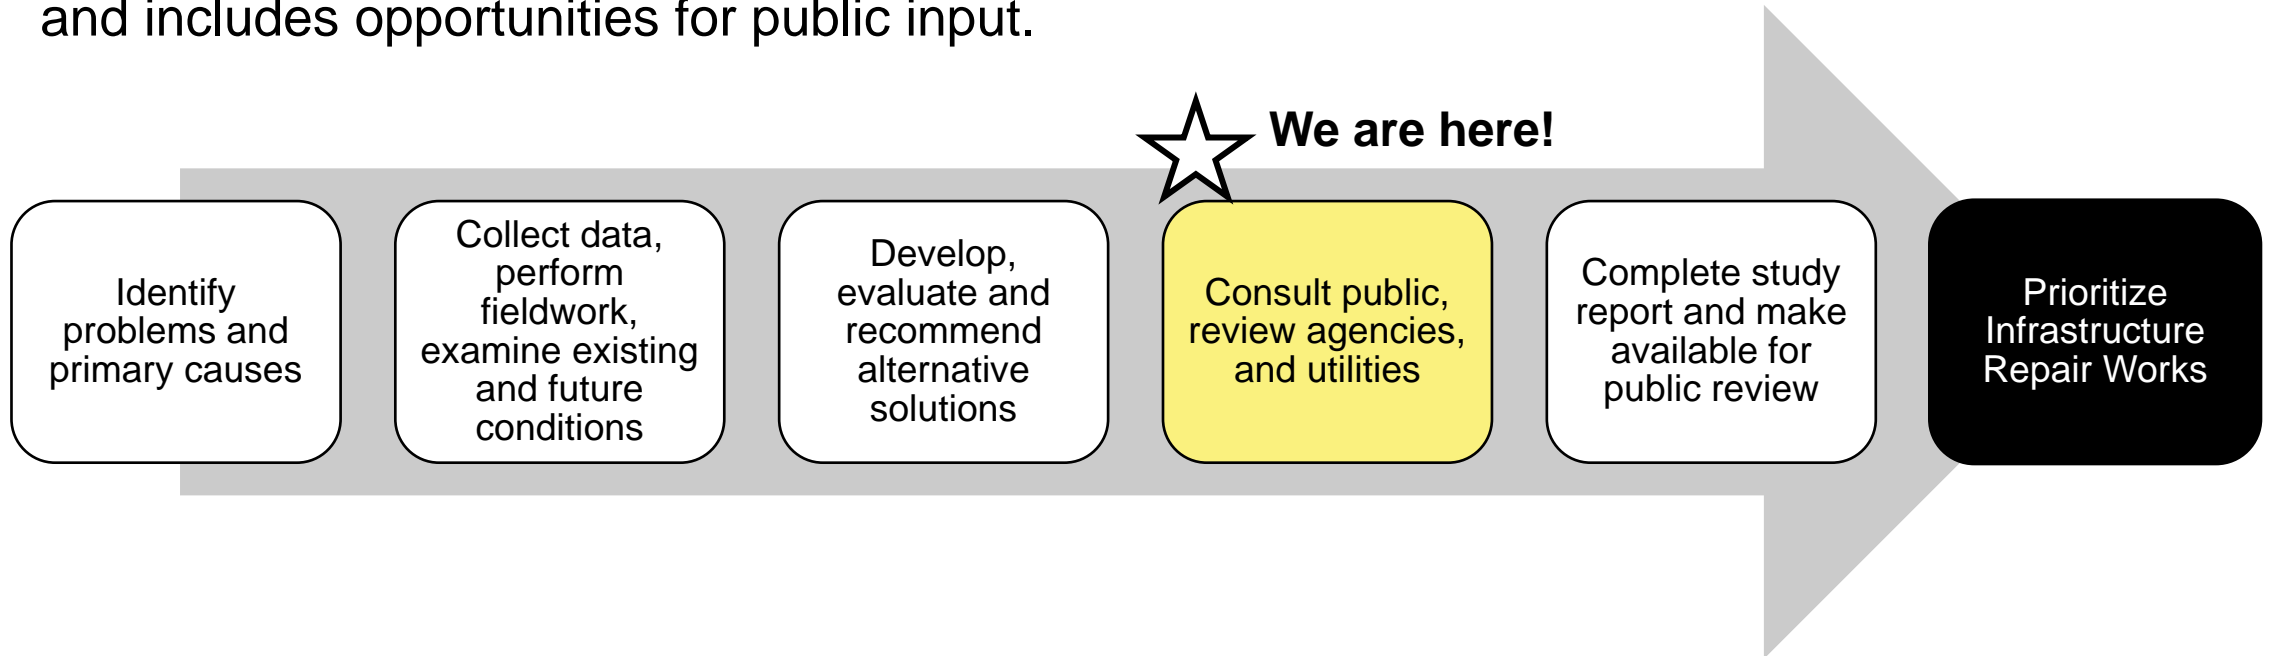 and includes opportunities for public input.
We are here!
Identify
problems and
primary causes
Collect data,
perform
fieldwork,
examine existing
and future
conditions
Develop,
evaluate and
recommend
alternative
solutions
Consult public,
review agencies,
and utilities
Complete study
report and make
available for
public review
Prioritize
Infrastructure
Repair Works